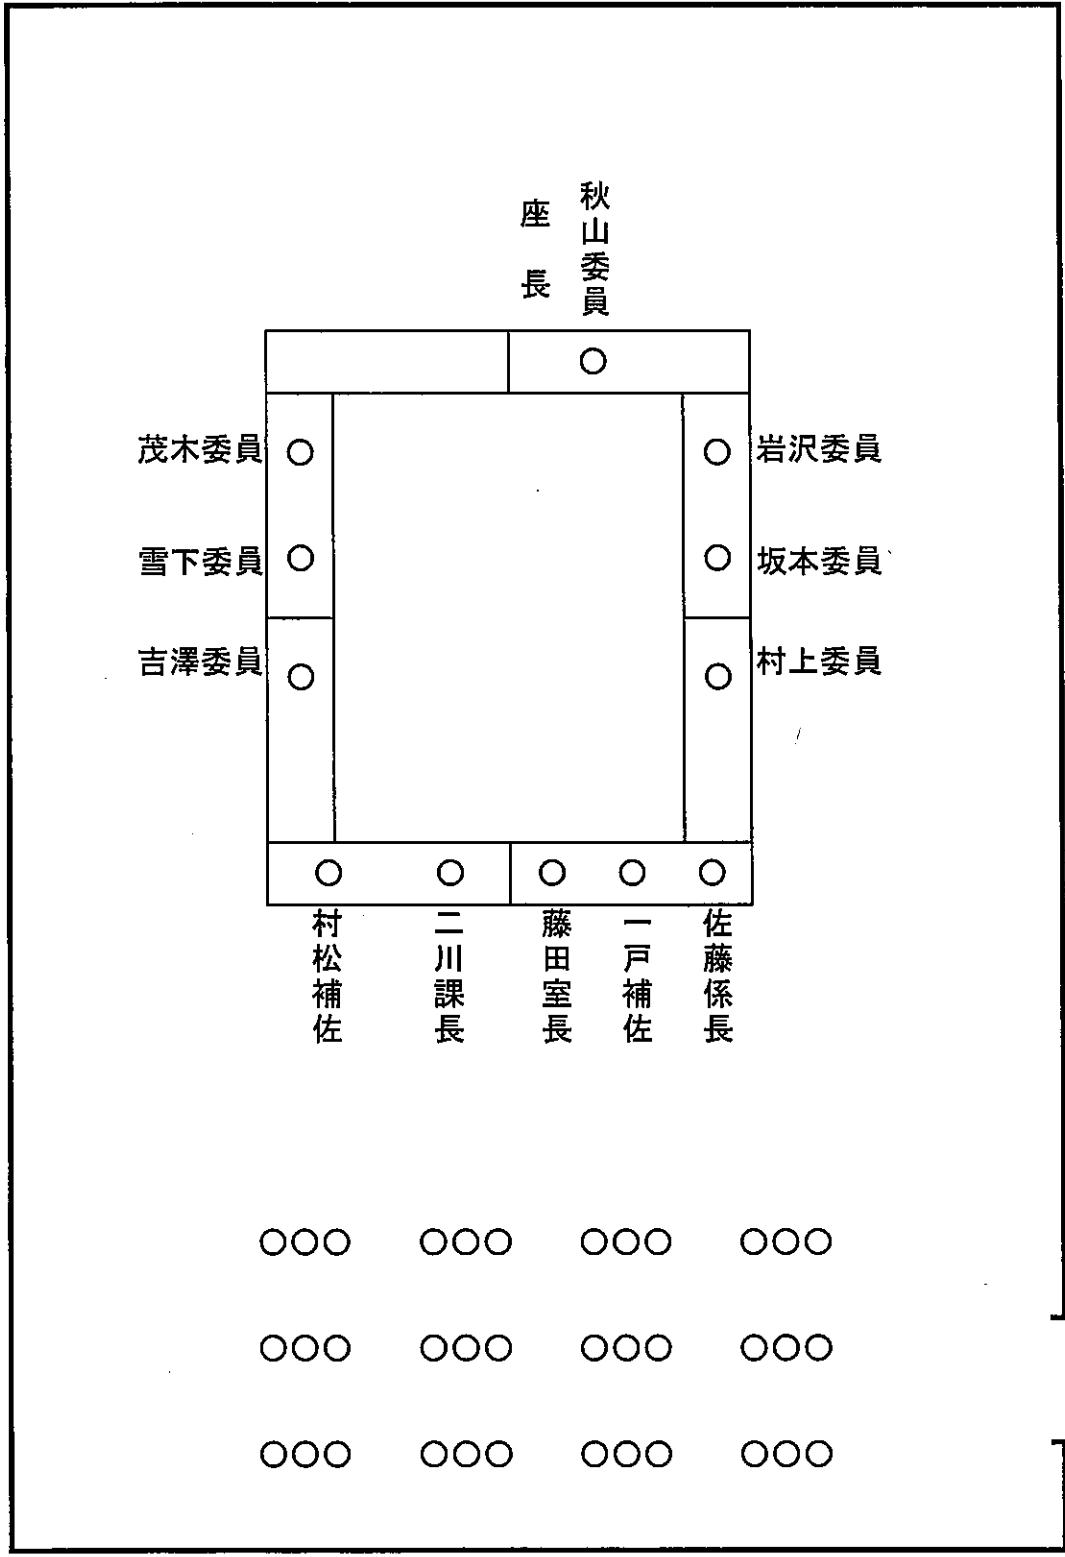 秋山委員
座長
茂木委員
岩沢委員
雪下委員
坂本委員
吉澤委員
村上委員
村松補佐
二川課長
藤田室長
一戸補佐
佐藤係長